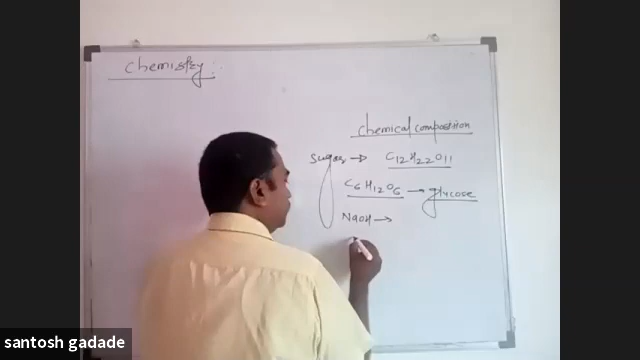 Chemistry :
chemical composition
sugar → C12H22O11
C6H12O6 → glucose
NaOH →
santosh gadade